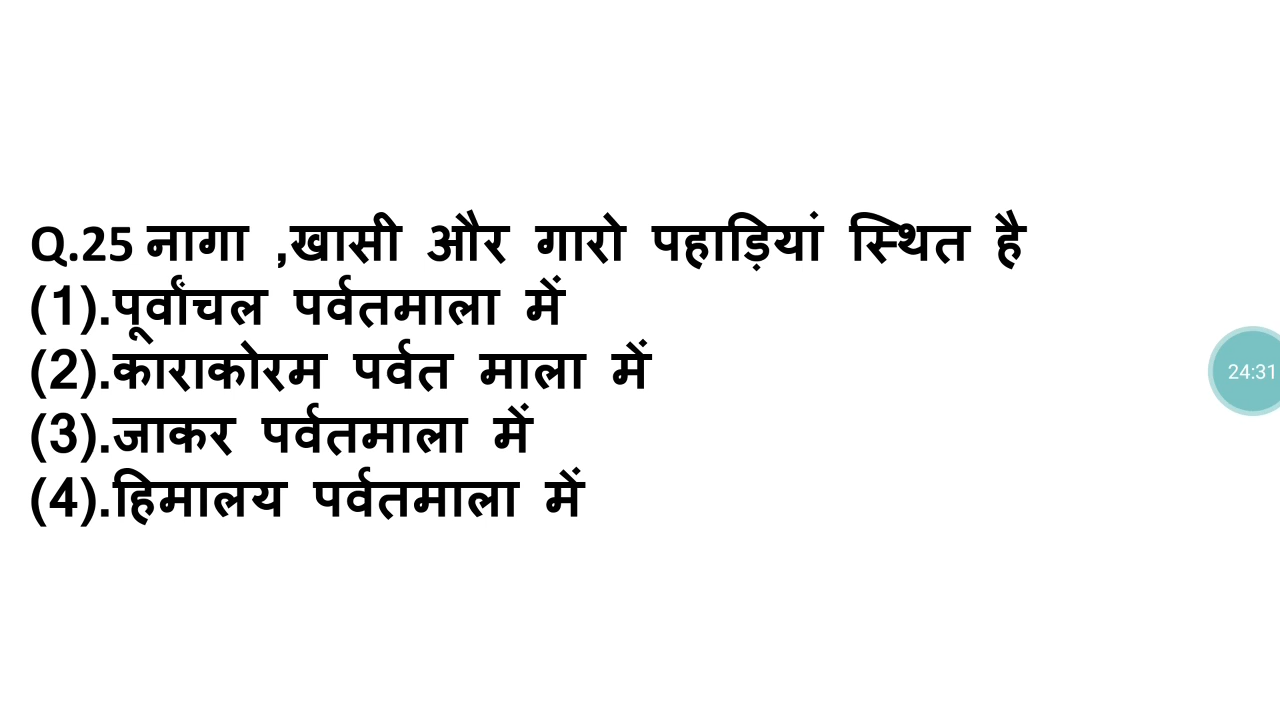 Q.25 नागा ,खासी और गारो पहाड़ियां स्थित है
(1).पूर्वांचल पर्वतमाला में
(2).काराकोरम पर्वत माला में
(3).जाकर पर्वतमाला में
(4).हिमालय पर्वतमाला में
24:31